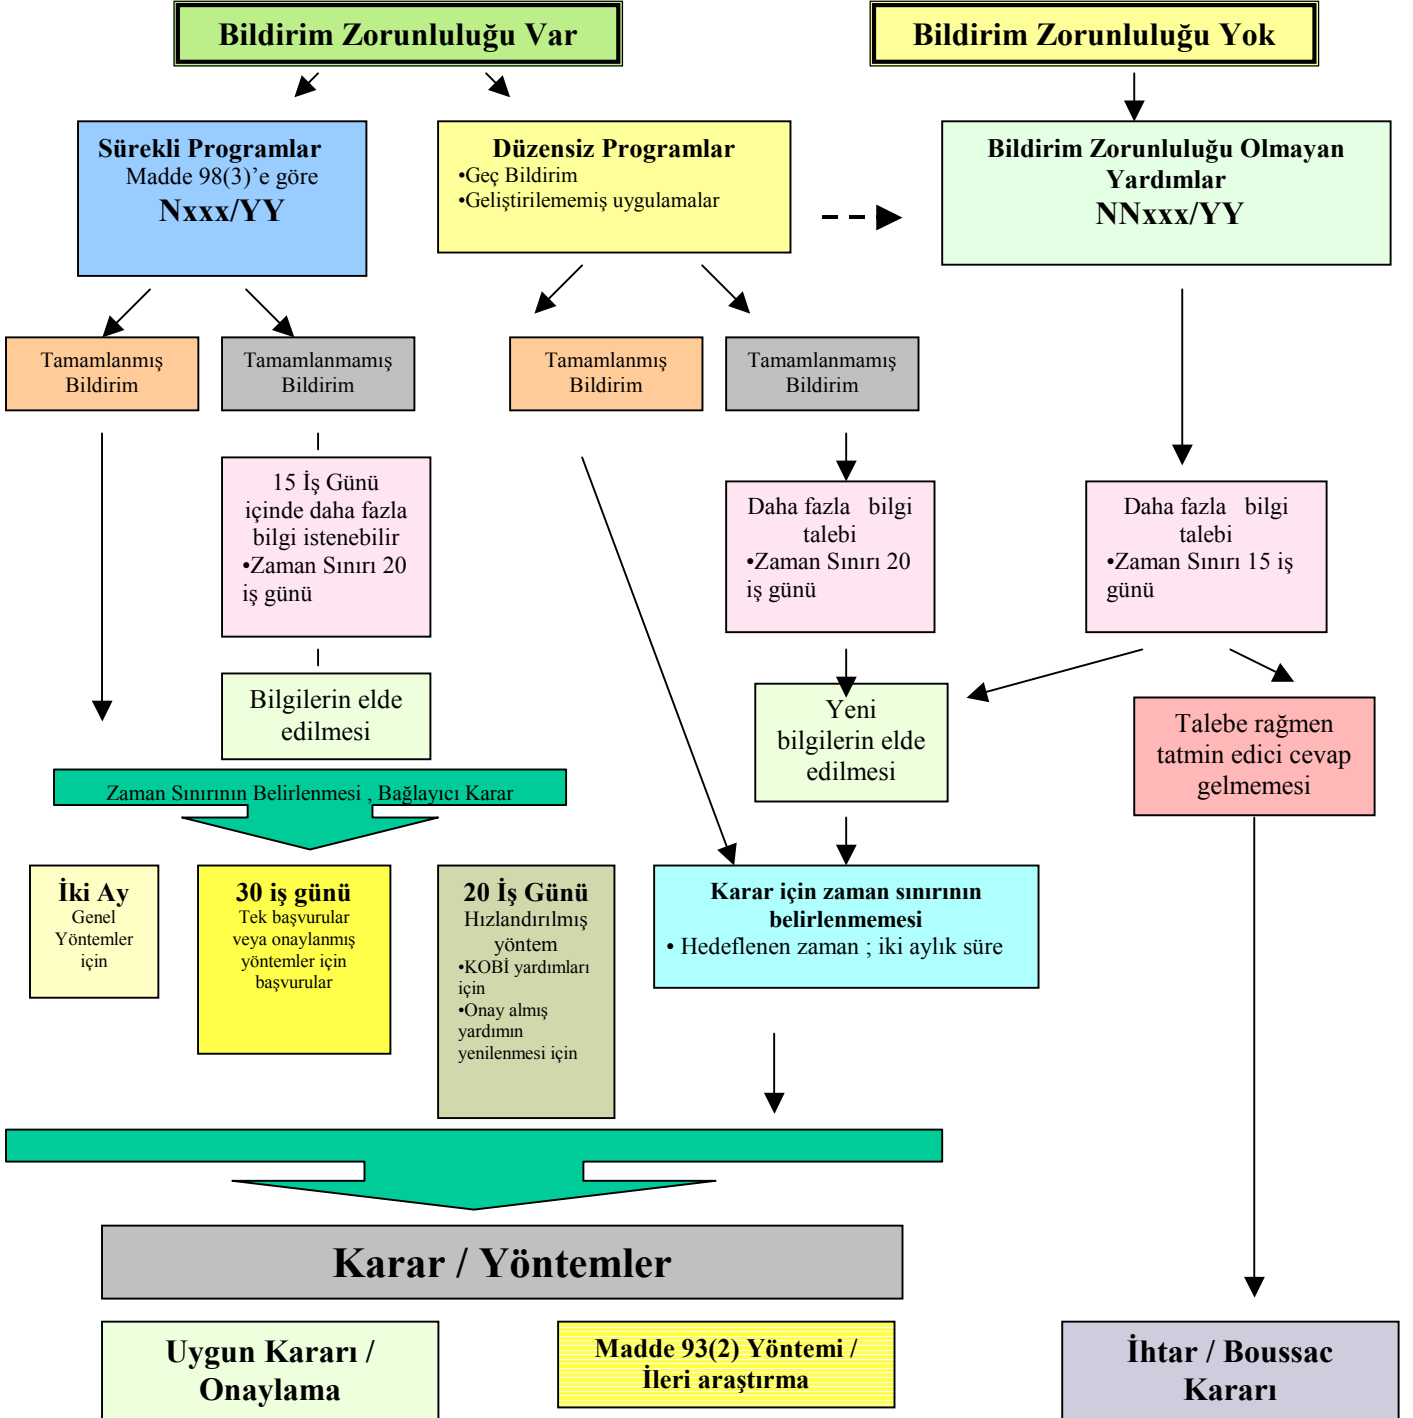 Bildirim Zorunluluğu Var
Bildirim Zorunluluğu Yok
Sürekli Programlar
Madde 98(3)’e göre
Nxxx/YY
Düzensiz Programlar
•Geç Bildirim
•Geliştirilememiş uygulamalar
Bildirim Zorunluluğu Olmayan
Yardımlar
NNxxx/YY
Tamamlanmış
Bildirim
Tamamlanmamış
Bildirim
Tamamlanmış
Bildirim
Tamamlanmamış
Bildirim
15 İş Günü
içinde daha fazla
bilgi istenebilir
•Zaman Sınırı 20
iş günü
Daha fazla bilgi
talebi
•Zaman Sınırı 20
iş günü
Daha fazla bilgi
talebi
•Zaman Sınırı 15 iş
günü
Bilgilerin elde
edilmesi
Yeni
bilgilerin elde
edilmesi
Talebe rağmen
tatmin edici cevap
gelmemesi
Zaman Sınırının Belirlenmesi , Bağlayıcı Karar
İki Ay
Genel
Yöntemler
için
30 iş günü
Tek başvurular
veya onaylanmış
yöntemler için
başvurular
20 İş Günü
Hızlandırılmış
yöntem
•KOBİ yardımları
için
•Onay almış
yardımın
yenilenmesi için
Karar için zaman sınırının
belirlenmemesi
• Hedeflenen zaman ; iki aylık süre
Karar / Yöntemler
Uygun Kararı /
Onaylama
Madde 93(2) Yöntemi /
İleri araştırma
İhtar / Boussac
Kararı